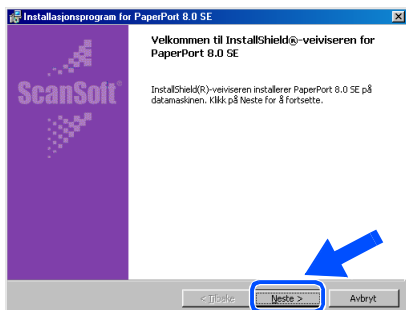 Installasjonsprogram for PaperPort 8.0 SE
Velkommen til InstallShield®-veiviseren for
PaperPort 8.0 SE
ScanSoft®
InstallShield(R)-veiviseren installerer PaperPort 8.0 SE på
datamaskinen. Klikk på Neste for å fortsette.
< Tilbake
Neste >
Avbryt